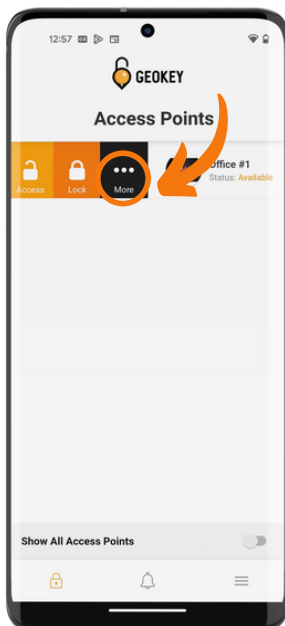 12:57
GEOKEY
Access Points
Access
Lock
More
Office #1
Status: Available
Show All Access Points